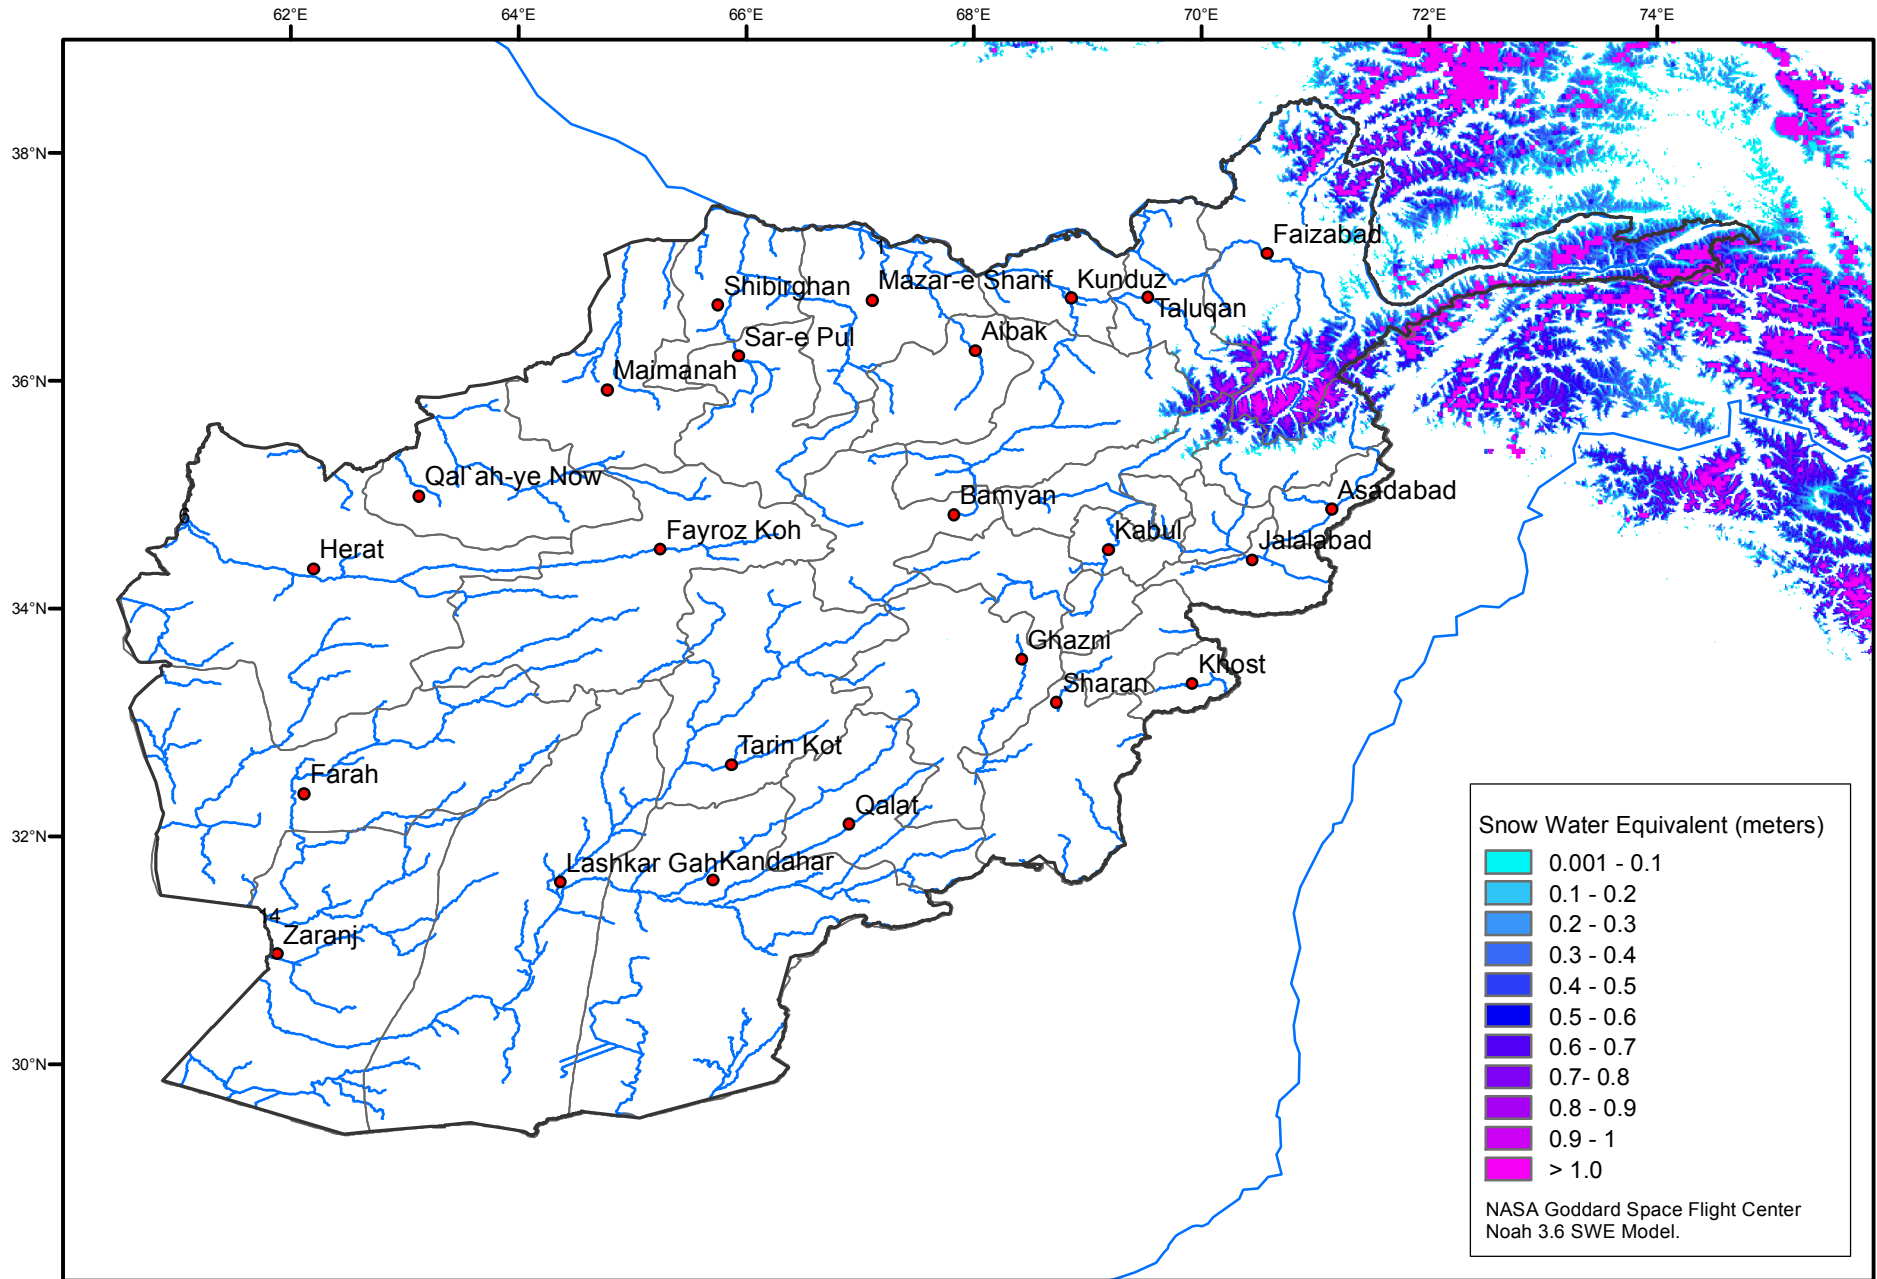 62°E 64°E 66°E 68°E 70°E 72°E 74°E
38°N
36°N
34°N
32°N
30°N
Faizabad
Shibirghan
Mazar-e Sharif
Kunduz
Taluqan
Sar-e Pul
Aibak
Maimanah
Qal`ah-ye Now
Bamyan
Asadabad
6
Herat
Fayroz Koh
Kabul
Jalalabad
Ghazni
Khost
Sharan
Tarin Kot
Farah
Qalat
Lashkar Gah
Kandahar
14
Zaranj
Snow Water Equivalent (meters)
0.001 - 0.1
0.1 - 0.2
0.2 - 0.3
0.3 - 0.4
0.4 - 0.5
0.5 - 0.6
0.6 - 0.7
0.7- 0.8
0.8 - 0.9
0.9 - 1
> 1.0
NASA Goddard Space Flight Center
Noah 3.6 SWE Model.